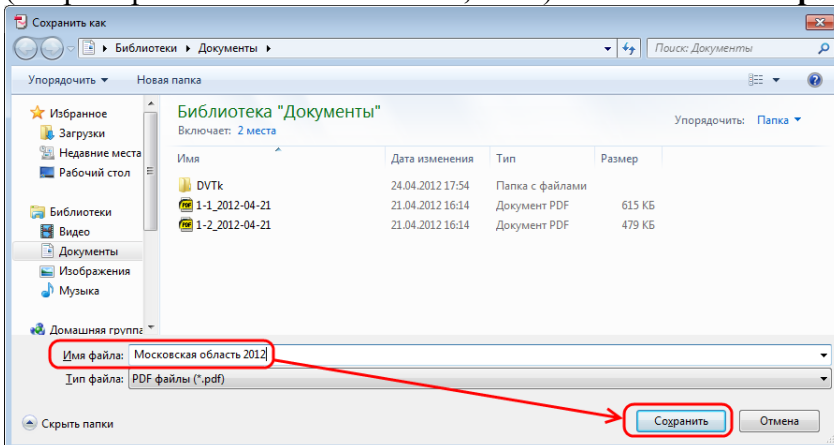 Сохранить как
Библиотеки Документы
Поиск: Документы
Упорядочить Новая папка
Избранное
Загрузки
Недавние места
Рабочий стол
Библиотеки
Видео
Документы
Изображения
Музыка
Домашняя группа
Библиотека "Документы"
Включает: 2 места
Упорядочить: Папка
Имя Дата изменения Тип Размер
DVTk 24.04.2012 17:54 Папка с файлами
1-1_2012-04-21 21.04.2012 16:14 Документ PDF 615 КБ
1-2_2012-04-21 21.04.2012 16:14 Документ PDF 479 КБ
Имя файла: Московская область 2012
Тип файла: PDF файлы (*.pdf)
Скрыть папки
Сохранить Отмена